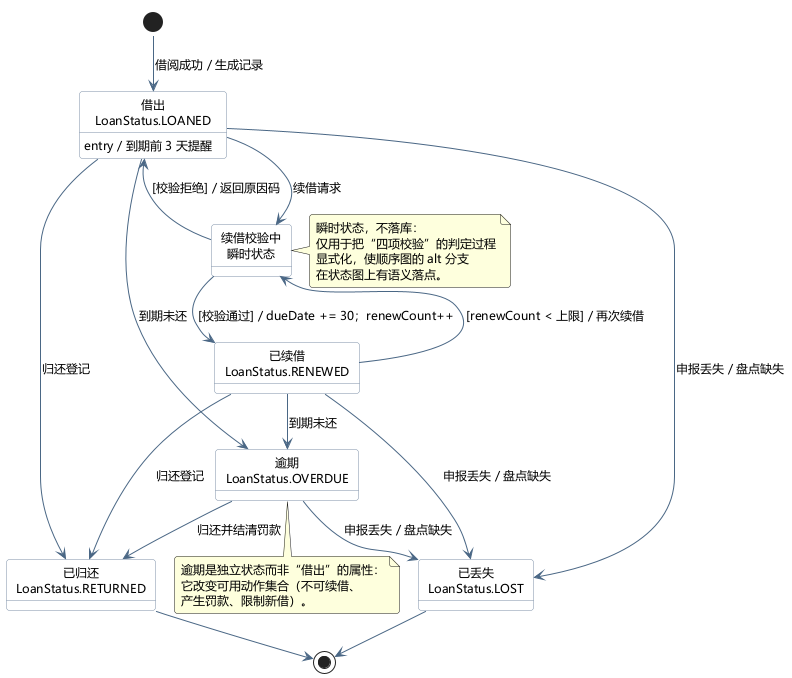 借阅成功 / 生成记录
借出
LoanStatus.LOANED
entry / 到期前 3 天提醒
[校验拒绝] / 返回原因码
续借请求
续借校验中
瞬时状态
瞬时状态，不落库：
仅用于把“四项校验”的判定过程
显式化，使顺序图的 alt 分支
在状态图上有语义落点。
到期未还
[校验通过] / dueDate += 30；renewCount++
[renewCount < 上限] / 再次续借
已续借
LoanStatus.RENEWED
归还登记
申报丢失 / 盘点缺失
到期未还
逾期
LoanStatus.OVERDUE
归还登记
申报丢失 / 盘点缺失
归还并结清罚款
申报丢失 / 盘点缺失
已归还
LoanStatus.RETURNED
逾期是独立状态而非“借出”的属性：
它改变可用动作集合（不可续借、
产生罚款、限制新借）。
已丢失
LoanStatus.LOST